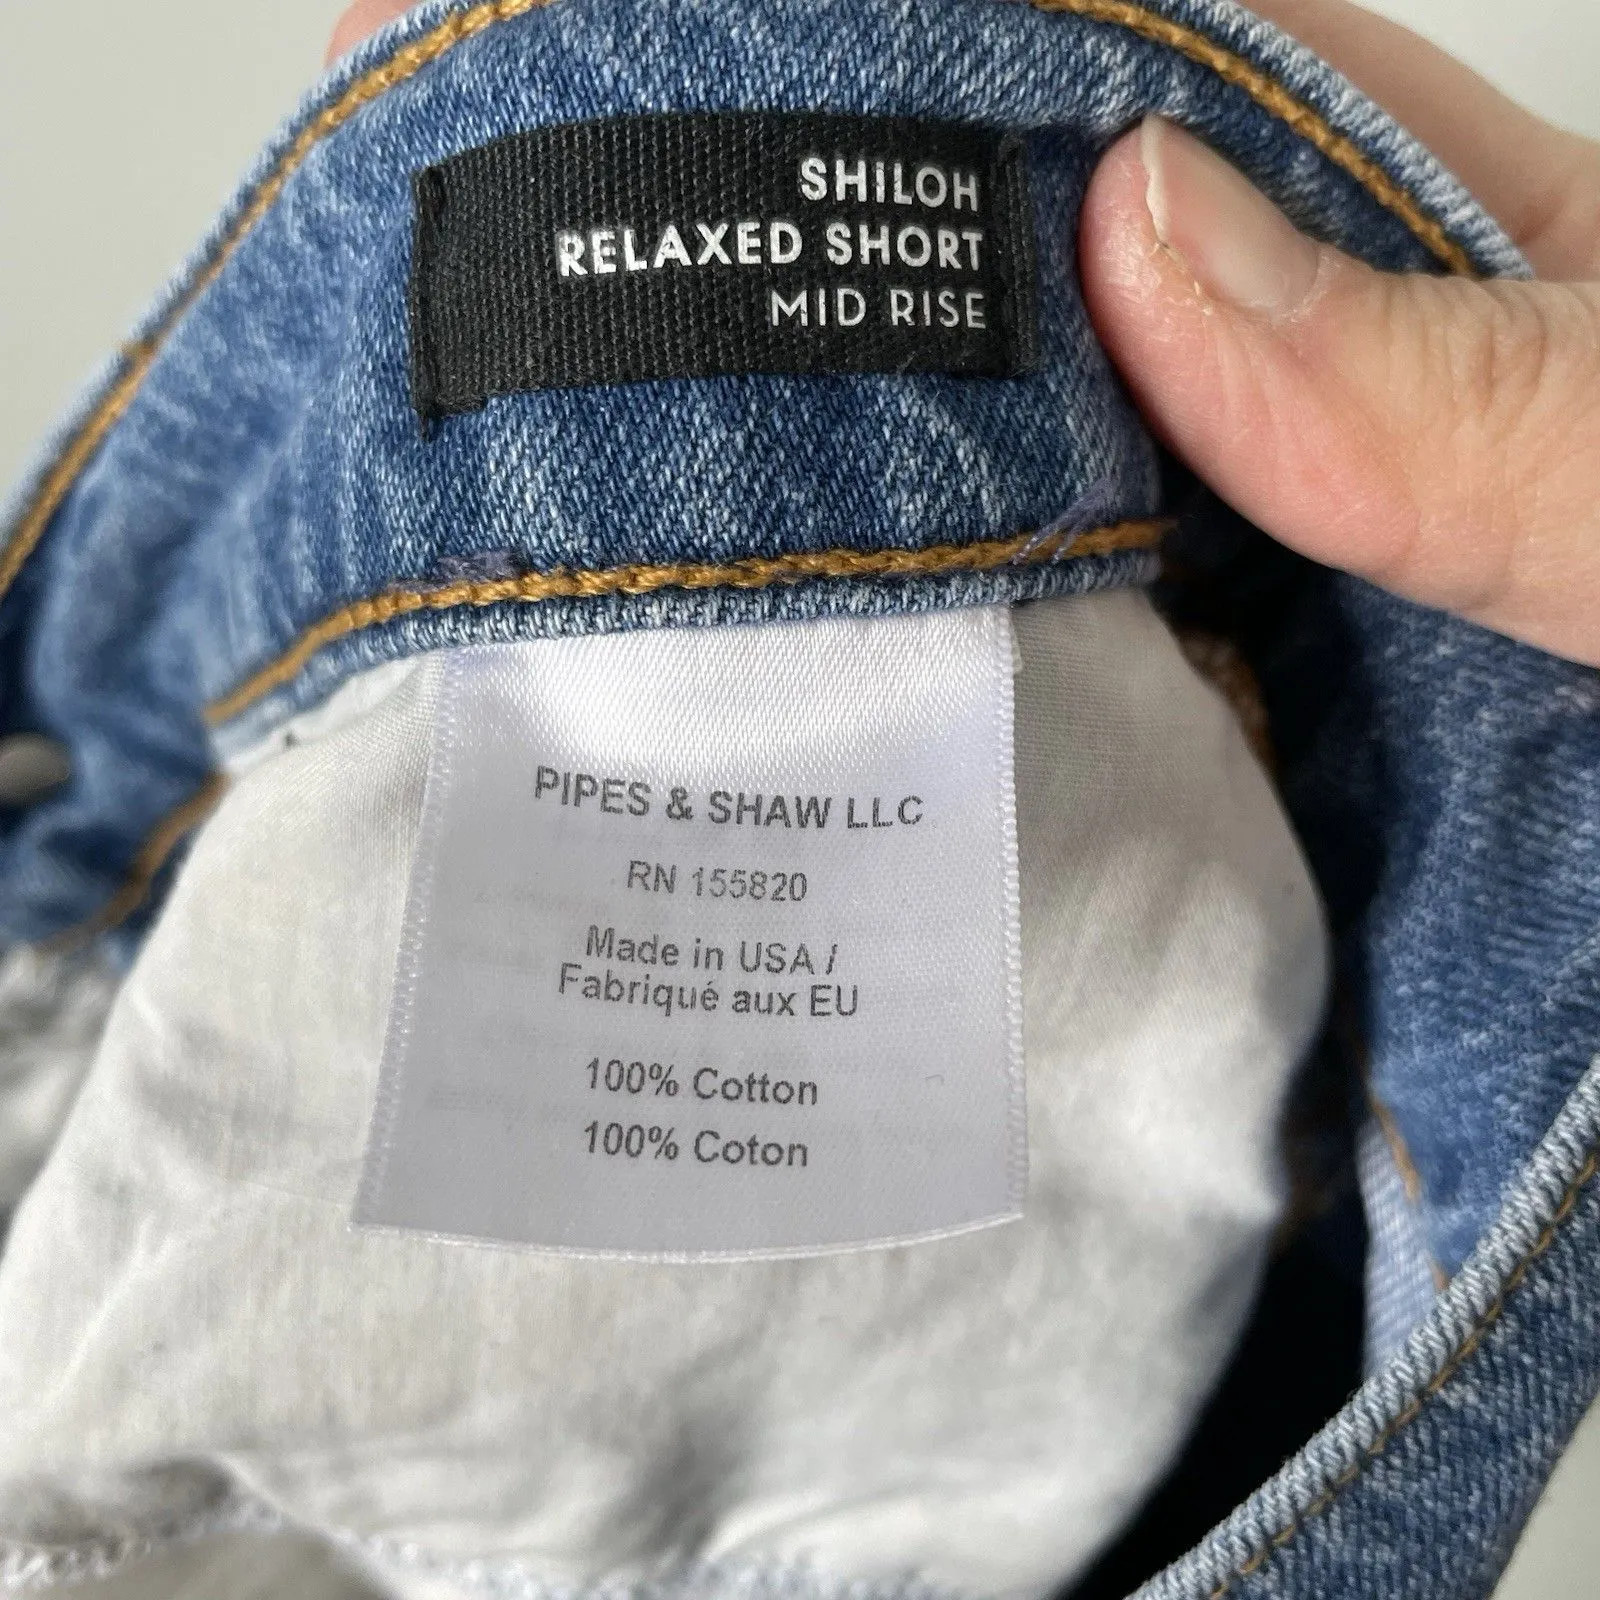 SHILOH
RELAXED SHORT
MID RISE
PIPES & SHAW LLC
RN 155820
Made in USA /
Fabriqué aux EU
100% Cotton
100% Coton